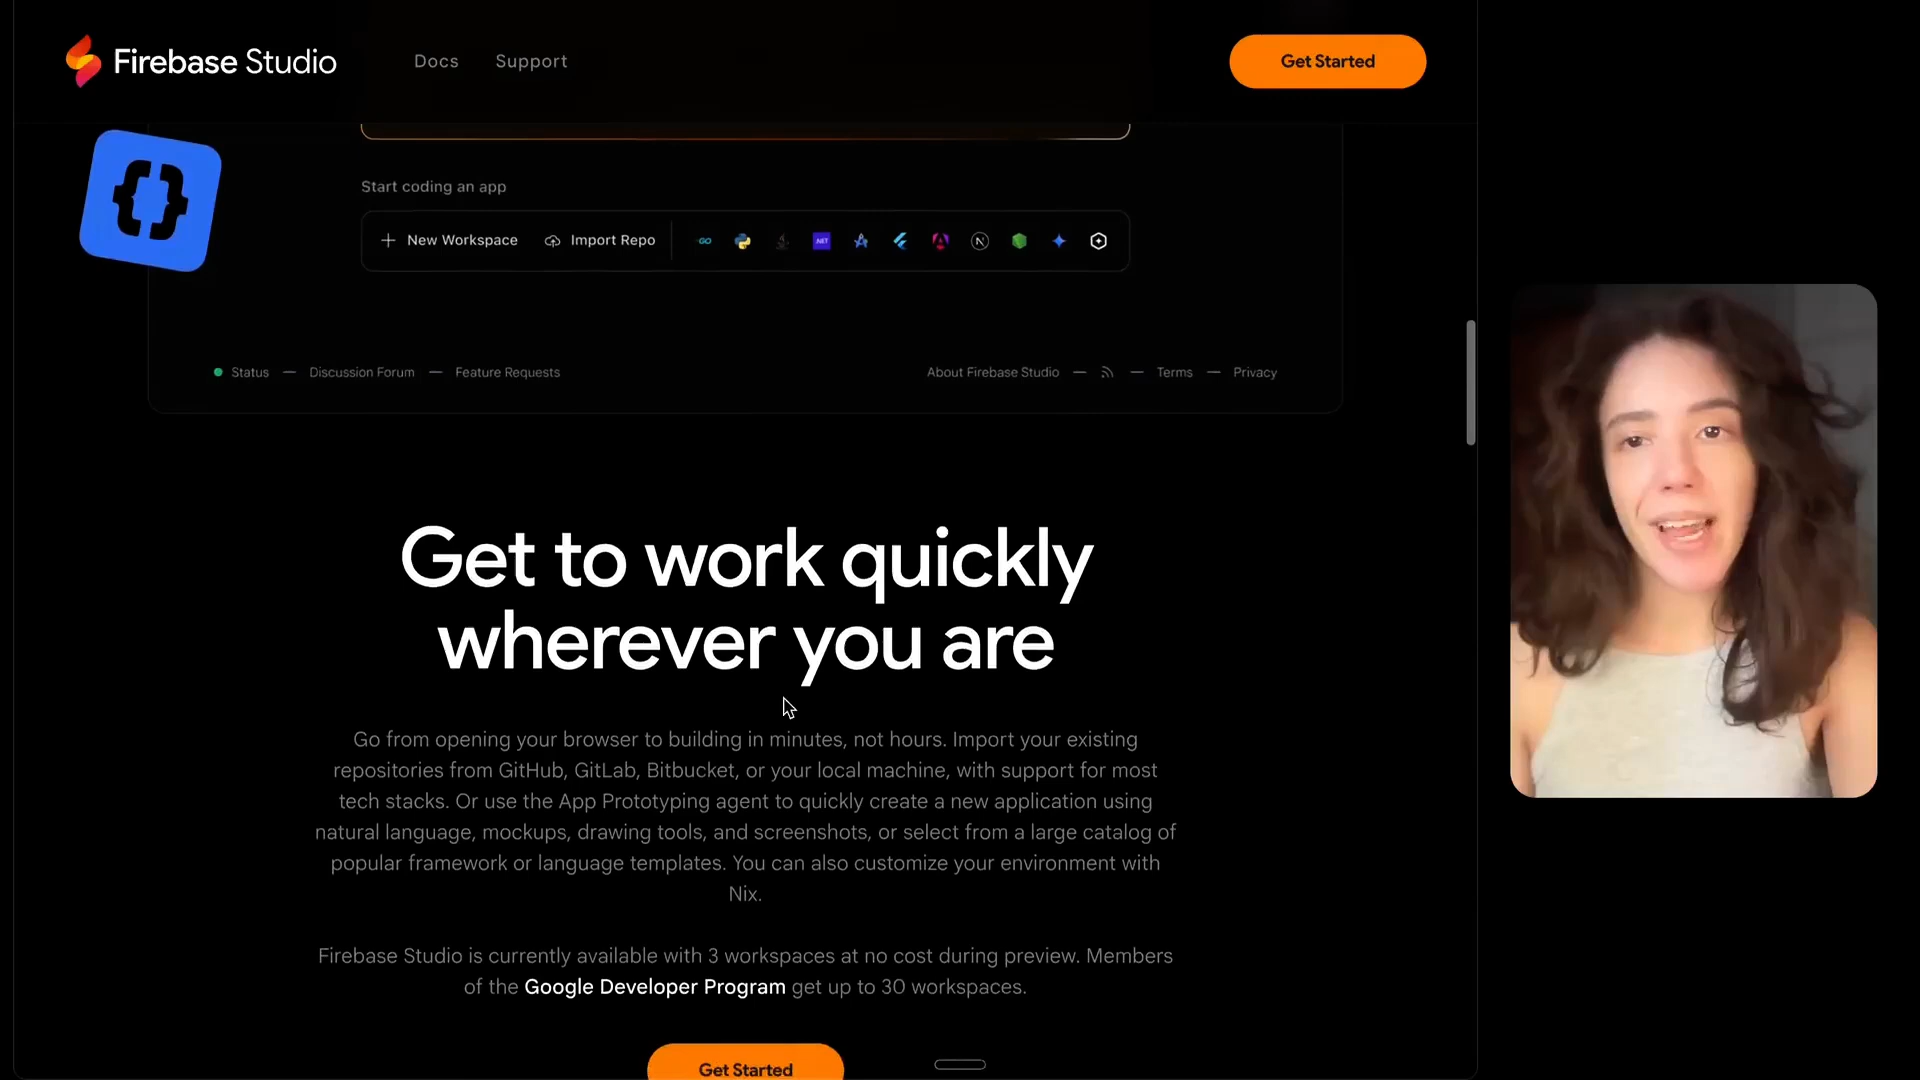 Firebase Studio
Docs
Support
Get Started
{}
Start coding an app
New Workspace
Import Repo
GO
.NET
N
Status — Discussion Forum — Feature Requests
About Firebase Studio — Terms — Privacy
Get to work quickly
wherever you are
Go from opening your browser to building in minutes, not hours. Import your existing
repositories from GitHub, GitLab, Bitbucket, or your local machine, with support for most
tech stacks. Or use the App Prototyping agent to quickly create a new application using
natural language, mockups, drawing tools, and screenshots, or select from a large catalog of
popular framework or language templates. You can also customize your environment with
Nix.
Firebase Studio is currently available with 3 workspaces at no cost during preview. Members
of the Google Developer Program get up to 30 workspaces.
Get Started